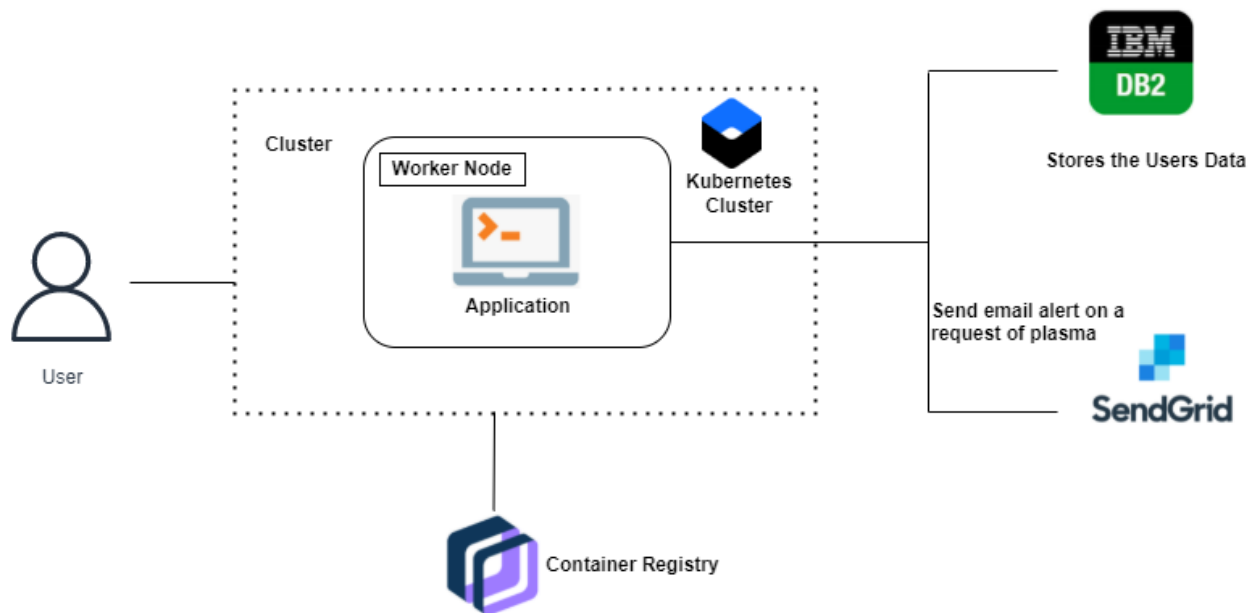 IBM
DB2
Cluster
Worker Node
Stores the Users Data
Kubernetes
Cluster
Application
Send email alert on a
request of plasma
User
SendGrid
Container Registry